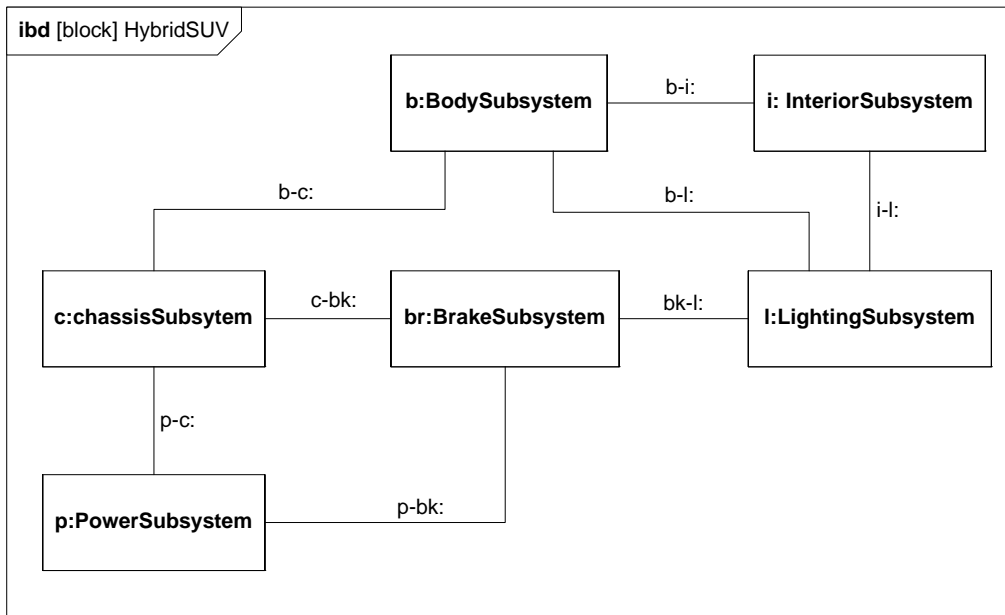 ibd [block] HybridSUV
b:BodySubsystem
b-i:
i: InteriorSubsystem
b-c:
b-l:
i-l:
c:chassisSubsytem
c-bk:
br:BrakeSubsystem
bk-l:
l:LightingSubsystem
p-c:
p:PowerSubsystem
p-bk: